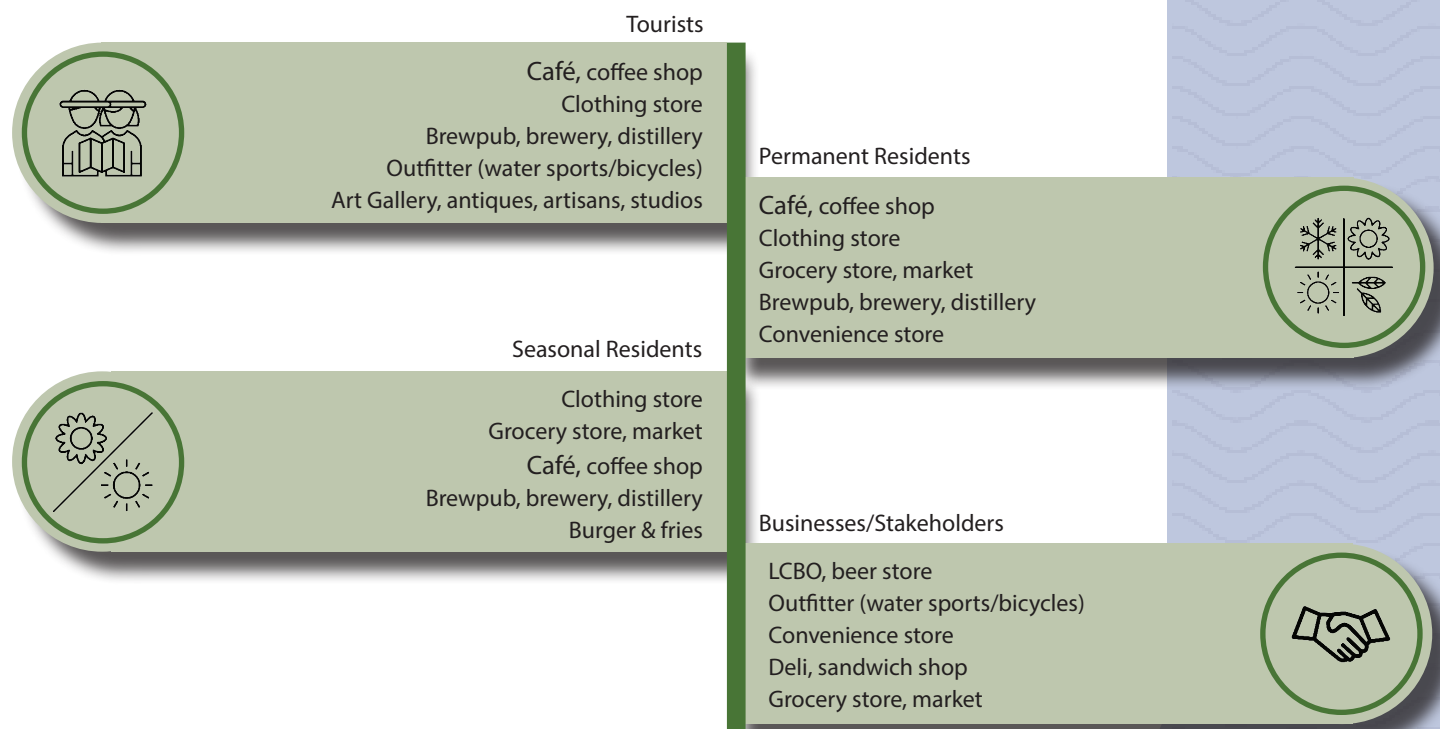 Tourists
Café, coffee shop
Clothing store
Brewpub, brewery, distillery
Outfitter (water sports/bicycles)
Art Gallery, antiques, artisans, studios
Permanent Residents
Café, coffee shop
Clothing store
Grocery store, market
Brewpub, brewery, distillery
Convenience store
Seasonal Residents
Clothing store
Grocery store, market
Café, coffee shop
Brewpub, brewery, distillery
Burger & fries
Businesses/Stakeholders
LCBO, beer store
Outfitter (water sports/bicycles)
Convenience store
Deli, sandwich shop
Grocery store, market